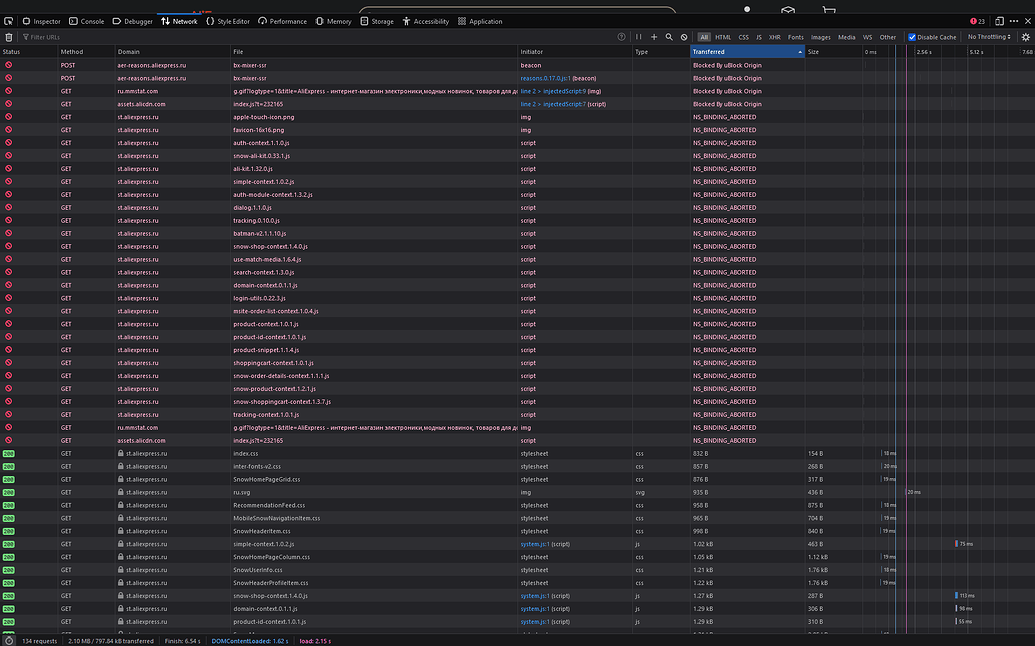 Inspector Console Debugger Network Style Editor Performance Memory Storage Accessibility Application 23
Filter URLs All HTML CSS JS XHR Fonts Images Media WS Other Disable Cache No Throttling
Status Method Domain File Initiator Type Transferred Size 0 ms 2.56 s 5.12 s 7.68
POST aer-reasons.aliexpress.ru bx-mixer-ssr beacon Blocked By uBlock Origin
POST aer-reasons.aliexpress.ru bx-mixer-ssr reasons.0.17.0.js:1 (beacon) Blocked By uBlock Origin
GET ru.mmstat.com g.gif?logtype=1&title=AliExpress - интернет-магазин электроники,модных новинок, товаров для до line 2 > injectedScript:9 (img) Blocked By uBlock Origin
GET assets.alicdn.com index.js?t=232165 line 2 > injectedScript:7 (script) Blocked By uBlock Origin
GET st.aliexpress.ru apple-touch-icon.png img NS_BINDING_ABORTED
GET st.aliexpress.ru favicon-16x16.png img NS_BINDING_ABORTED
GET st.aliexpress.ru auth-context.1.1.0.js script NS_BINDING_ABORTED
GET st.aliexpress.ru snow-ali-kit.0.33.1.js script NS_BINDING_ABORTED
GET st.aliexpress.ru ali-kit.1.32.0.js script NS_BINDING_ABORTED
GET st.aliexpress.ru simple-context.1.0.2.js script NS_BINDING_ABORTED
GET st.aliexpress.ru auth-module-context.1.3.2.js script NS_BINDING_ABORTED
GET st.aliexpress.ru dialog.1.1.0.js script NS_BINDING_ABORTED
GET st.aliexpress.ru tracking.0.10.0.js script NS_BINDING_ABORTED
GET st.aliexpress.ru batman-v2.1.1.10.js script NS_BINDING_ABORTED
GET st.aliexpress.ru snow-shop-context.1.4.0.js script NS_BINDING_ABORTED
GET st.aliexpress.ru use-match-media.1.6.4.js script NS_BINDING_ABORTED
GET st.aliexpress.ru search-context.1.3.0.js script NS_BINDING_ABORTED
GET st.aliexpress.ru domain-context.0.1.1.js script NS_BINDING_ABORTED
GET st.aliexpress.ru login-utils.0.22.3.js script NS_BINDING_ABORTED
GET st.aliexpress.ru msite-order-list-context.1.0.4.js script NS_BINDING_ABORTED
GET st.aliexpress.ru product-context.1.0.1.js script NS_BINDING_ABORTED
GET st.aliexpress.ru product-id-context.1.0.1.js script NS_BINDING_ABORTED
GET st.aliexpress.ru product-snippet.1.1.4.js script NS_BINDING_ABORTED
GET st.aliexpress.ru shoppingcart-context.1.0.1.js script NS_BINDING_ABORTED
GET st.aliexpress.ru snow-order-details-context.1.1.1.js script NS_BINDING_ABORTED
GET st.aliexpress.ru snow-product-context.1.2.1.js script NS_BINDING_ABORTED
GET st.aliexpress.ru snow-shoppingcart-context.1.3.7.js script NS_BINDING_ABORTED
GET st.aliexpress.ru tracking-context.1.0.1.js script NS_BINDING_ABORTED
GET ru.mmstat.com g.gif?logtype=1&title=AliExpress - интернет-магазин электроники,модных новинок, товаров для до img NS_BINDING_ABORTED
GET assets.alicdn.com index.js?t=232165 script NS_BINDING_ABORTED
200 GET st.aliexpress.ru index.css stylesheet css 832 B 154 B 18 ms
200 GET st.aliexpress.ru inter-fonts-v2.css stylesheet css 857 B 268 B 20 ms
200 GET st.aliexpress.ru SnowHomePageGrid.css stylesheet css 876 B 317 B 19 ms
200 GET st.aliexpress.ru ru.svg img svg 935 B 436 B 20 ms
200 GET st.aliexpress.ru RecommendationFeed.css stylesheet css 958 B 875 B 18 ms
200 GET st.aliexpress.ru MobileSnowNavigationItem.css stylesheet css 965 B 704 B 19 ms
200 GET st.aliexpress.ru SnowHeaderItem.css stylesheet css 998 B 840 B 19 ms
200 GET st.aliexpress.ru simple-context.1.0.2.js system.js:1 (script) js 1.02 kB 463 B 75 ms
200 GET st.aliexpress.ru SnowHomePageColumn.css stylesheet css 1.05 kB 1.12 kB 19 ms
200 GET st.aliexpress.ru SnowUserInfo.css stylesheet css 1.21 kB 1.76 kB 18 ms
200 GET st.aliexpress.ru SnowHeaderProfileItem.css stylesheet css 1.22 kB 1.76 kB 19 ms
200 GET st.aliexpress.ru snow-shop-context.1.4.0.js system.js:1 (script) js 1.27 kB 287 B 113 ms
200 GET st.aliexpress.ru domain-context.0.1.1.js system.js:1 (script) js 1.29 kB 306 B 98 ms
200 GET st.aliexpress.ru product-id-context.1.0.1.js system.js:1 (script) js 1.29 kB 310 B 55 ms
134 requests 2.10 MB / 797.84 kB transferred Finish: 6.54 s DOMContentLoaded: 1.62 s load: 2.15 s